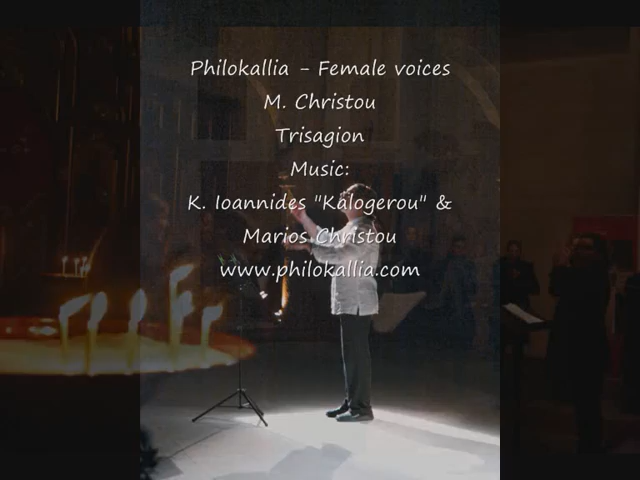 Philokallia - Female voices
M. Christou
Trisagion
Music:
K. Ioannides "Kalogerou" &
Marios Christou
www.philokallia.com